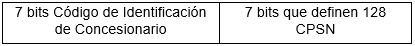 7 bits Código de Identificación
de Concesionario
7 bits que definen 128
CPSN